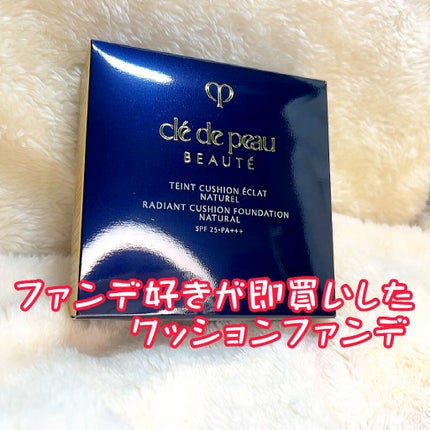 clé de peau
BEAUTÉ
TEINT CUSHION ÉCLAT
NATUREL
RADIANT CUSHION FOUNDATION
NATURAL
SPF 25・PA+++
ファンデ好きが即買いした
クッションファンデ